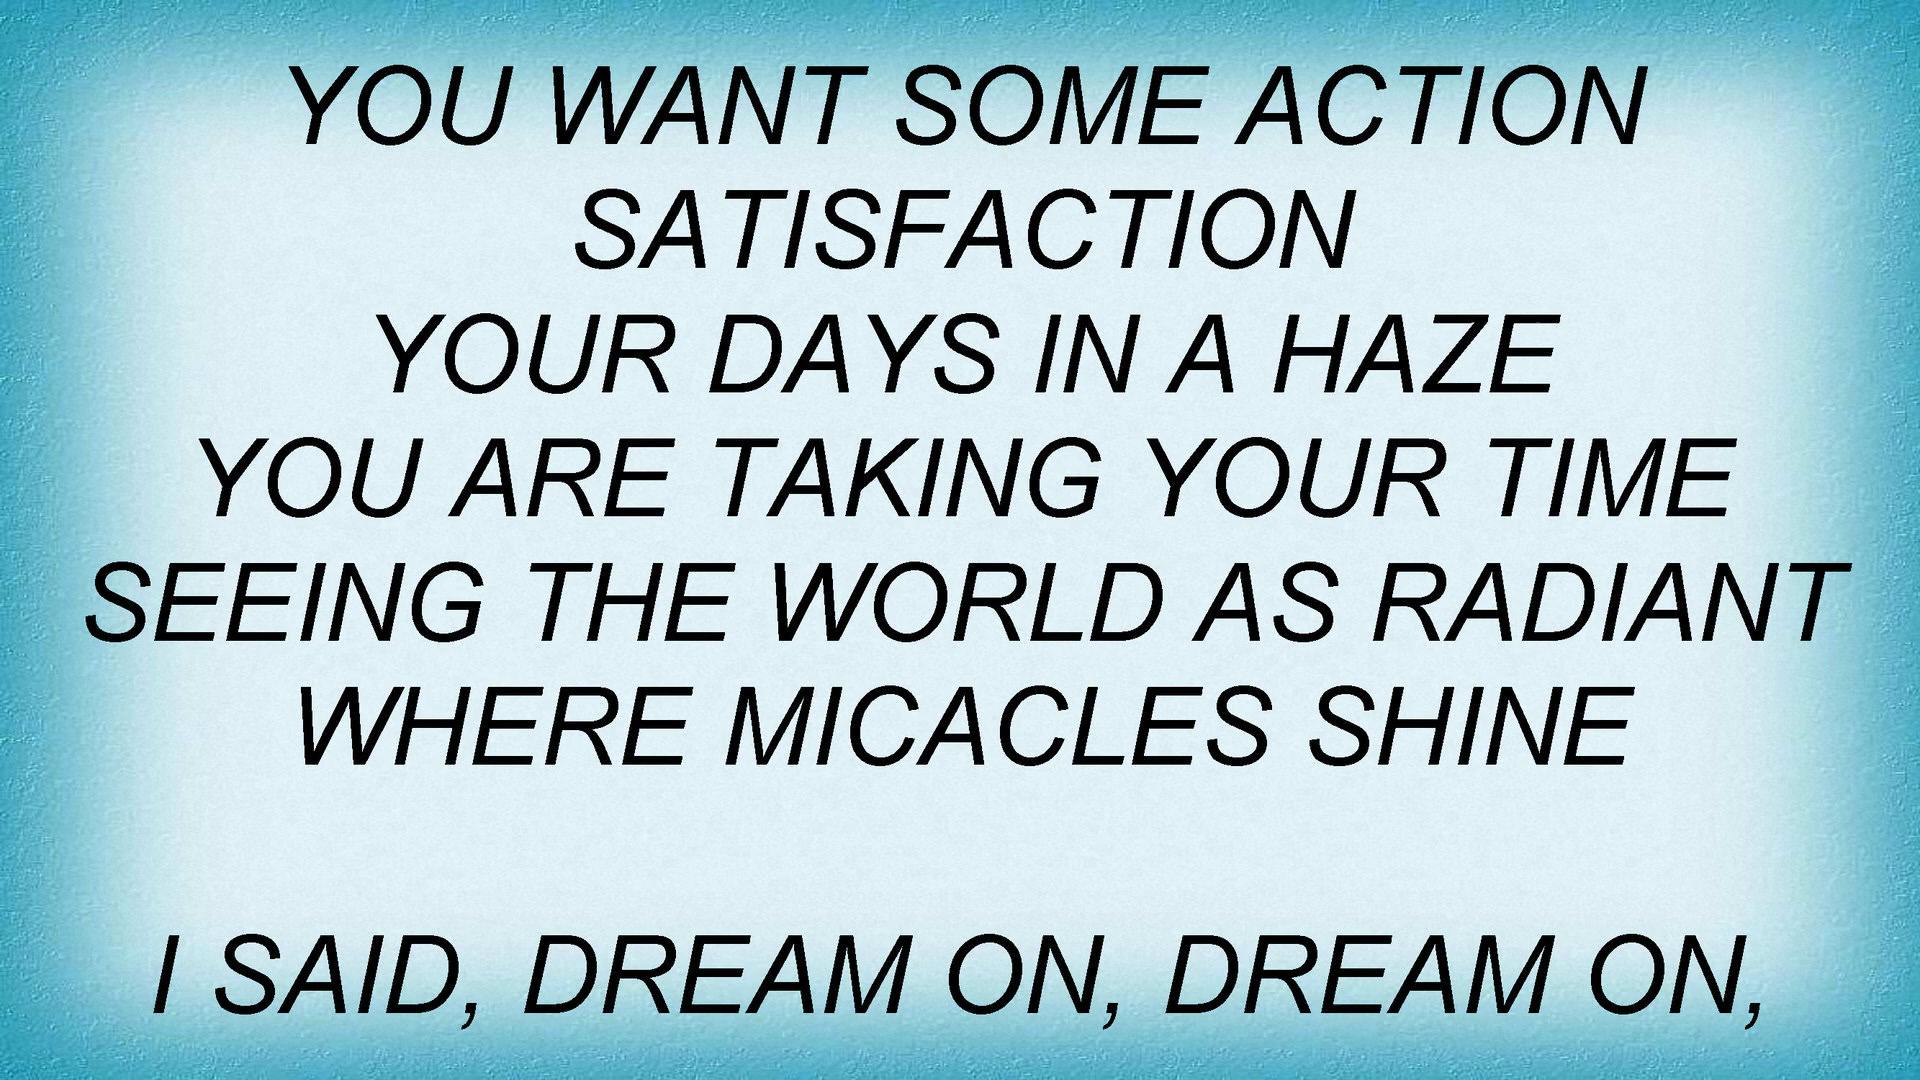 YOU WANT SOME ACTION
SATISFACTION
YOUR DAYS IN A HAZE
YOU ARE TAKING YOUR TIME
SEEING THE WORLD AS RADIANT
WHERE MICACLES SHINE
I SAID, DREAM ON, DREAM ON,